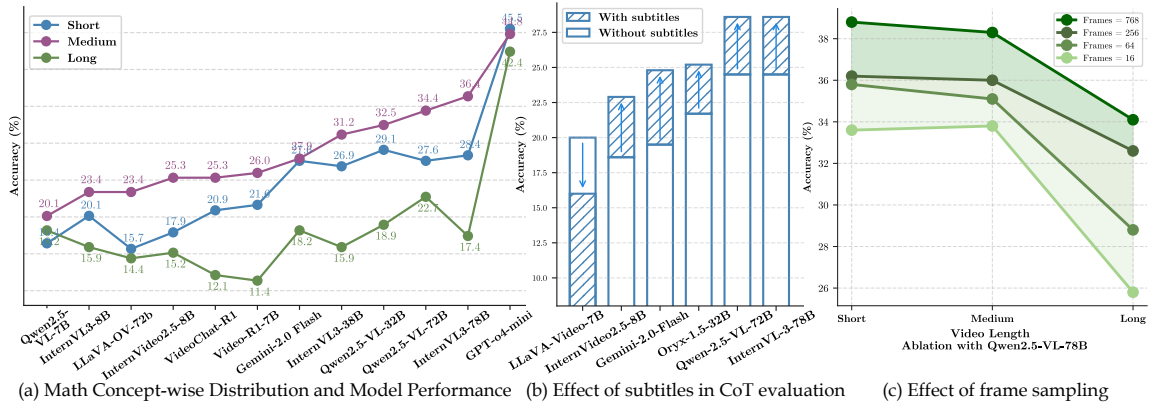 Short
Medium
Long
Accuracy (%)
20.1 23.4 23.4 25.3 25.3 26.0 31.2 32.5 34.4 36.4
20.1 15.7 17.9 20.9 21.6 26.9 29.1 27.6 28.4 45.5
15.9 14.4 15.2 12.1 11.4 18.2 15.9 18.9 22.7 17.4 42.4
Qwen2.5-VL-7B
InternVL3-8B
LLaVA-OV-72b
InternVideo2.5-8B
VideoChat-R1
Video-R1-7B
Gemini-2.0 Flash
InternVL3-38B
Qwen2.5-VL-32B
Qwen2.5-VL-72B
InternVL3-78B
GPT-o4-mini
(a) Math Concept-wise Distribution and Model Performance
With subtitles
Without subtitles
Accuracy (%)
27.5
25.0
22.5
20.0
17.5
15.0
12.5
10.0
LLaVA-Video-7B
InternVideo2.5-8B
Gemini-2.0-Flash
Oryx-1.5-32B
Qwen-2.5-VL-72B
InternVL-3-78B
(b) Effect of subtitles in CoT evaluation
Frames = 768
Frames = 256
Frames = 64
Frames = 16
Accuracy (%)
38
36
34
32
30
28
26
Short Medium Long
Video Length
Ablation with Qwen2.5-VL-78B
(c) Effect of frame sampling